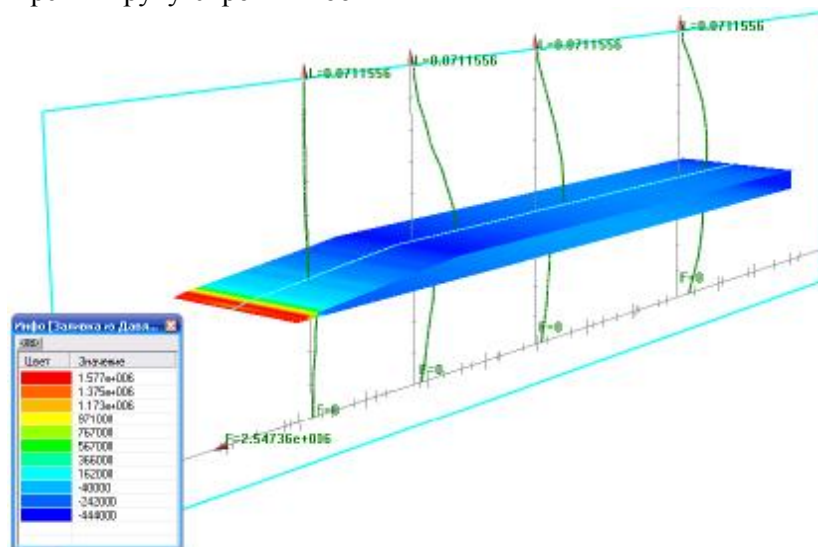 L=0.0711556
L=0.0711556
L=0.0711556
L=0.0711556
F=0
F=0
F=0
F=0
F=2.54736e+006
Инфо [Заливка из Давл...
Цвет Значение
1.577e+006
1.375e+006
1.173e+006
971000
767000
567000
366000
162000
-40000
-242000
-444000